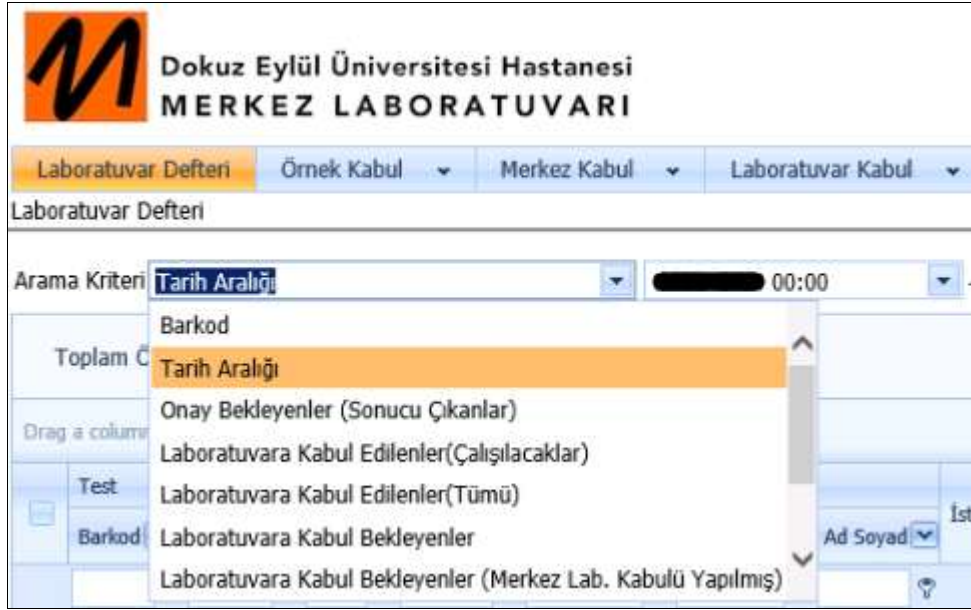 Dokuz Eylül Üniversitesi Hastanesi
MERKEZ LABORATUVARI
Laboratuvar Defteri Örnek Kabul Merkez Kabul Laboratuvar Kabul
Laboratuvar Defteri
Arama Kriteri Tarih Aralığı 00:00 -
Barkod
Toplam Ö
Tarih Aralığı
Onay Bekleyenler (Sonucu Çıkanlar)
Drag a column
Laboratuvara Kabul Edilenler(Çalışılacaklar)
Test
Laboratuvara Kabul Edilenler(Tümü)
İst
Barkod Laboratuvara Kabul Bekleyenler Ad Soyad
Laboratuvara Kabul Bekleyenler (Merkez Lab. Kabulü Yapılmış)